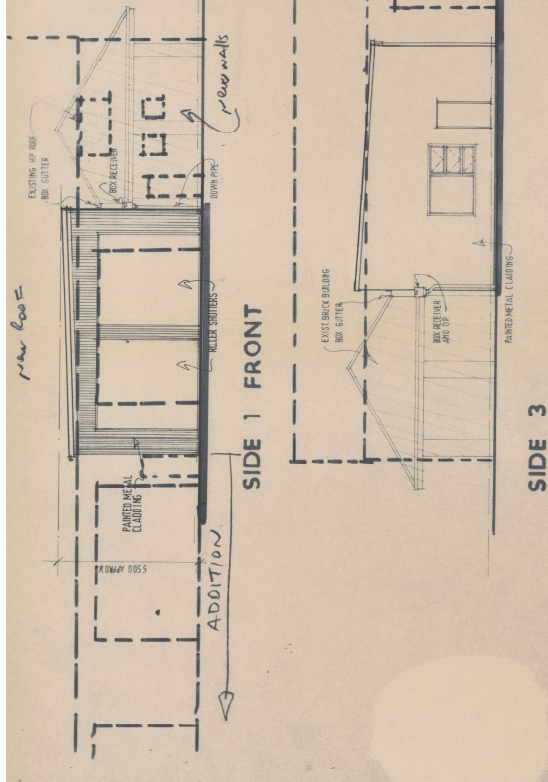 New Roof
EXISTING HIP ROOF
BOX GUTTER
BOX RECEIVER
New walls
DOWN PIPE
ROLLER SHUTTERS
PAINTED METAL
CLADDING
5500 APPROX
ADDITION
SIDE 1 FRONT
EXIST. BRICK BUILDING
BOX GUTTER
BOX RECEIVER
AND D.P.
PAINTED METAL CLADDING
SIDE 3